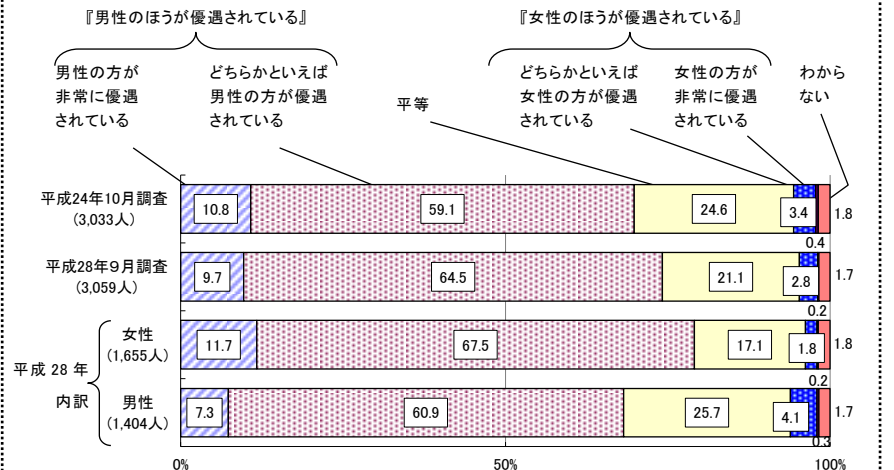 『男性のほうが優遇されている』
『女性のほうが優遇されている』
男性の方が
非常に優遇
されている
どちらかといえば
男性の方が優遇
されている
平等
どちらかといえば
女性の方が優遇
されている
女性の方が
非常に優遇
されている
わから
ない
平成24年10月調査
(3,033人)
10.8
59.1
24.6
3.4
1.8
0.4
平成28年9月調査
(3,059人)
9.7
64.5
21.1
2.8
1.7
0.2
平成 28 年
内訳
女性
(1,655人)
11.7
67.5
17.1
1.8
1.8
0.2
男性
(1,404人)
7.3
60.9
25.7
4.1
1.7
0.3
0%
50%
100%